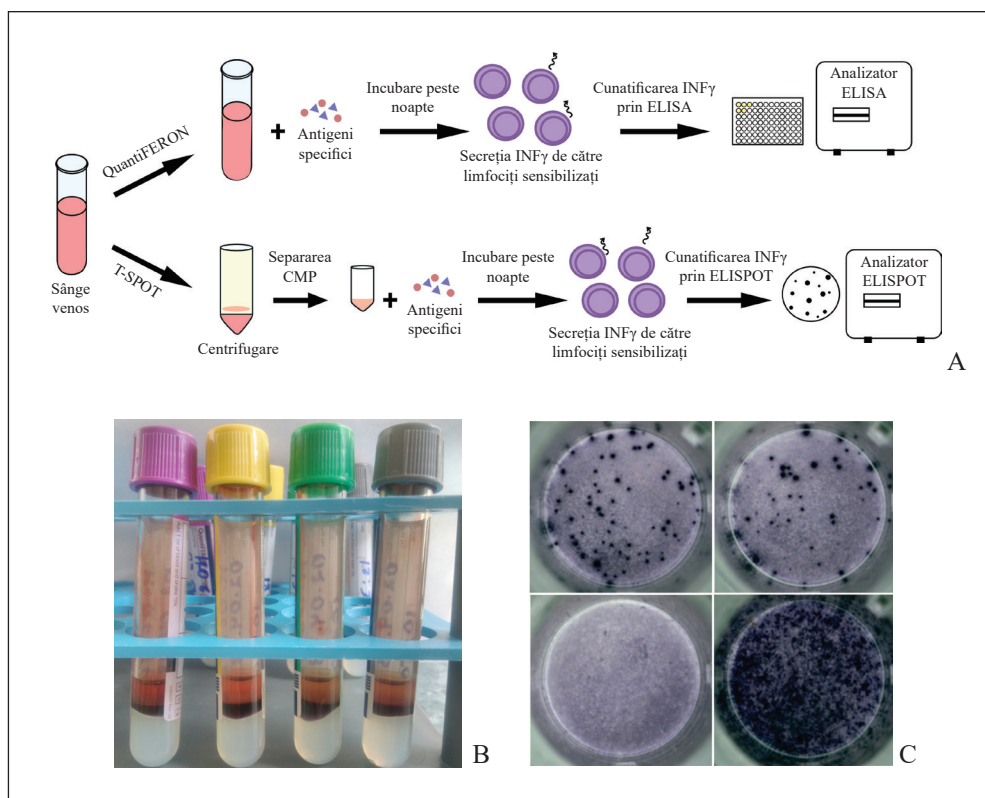 QuantiFERON
T-SPOT
Sânge
venos
+
Antigeni
specifici
Incubare peste
noapte
Secreția INFγ de către
limfociți sensibilizați
Cunatificarea INFγ
prin ELISA
Analizator
ELISA
Centrifugare
Separarea
CMP
+
Antigeni
specifici
Incubare peste
noapte
Secreția INFγ de către
limfociți sensibilizați
Cunatificarea INFγ
prin ELISPOT
Analizator
ELISPOT
A
B
C